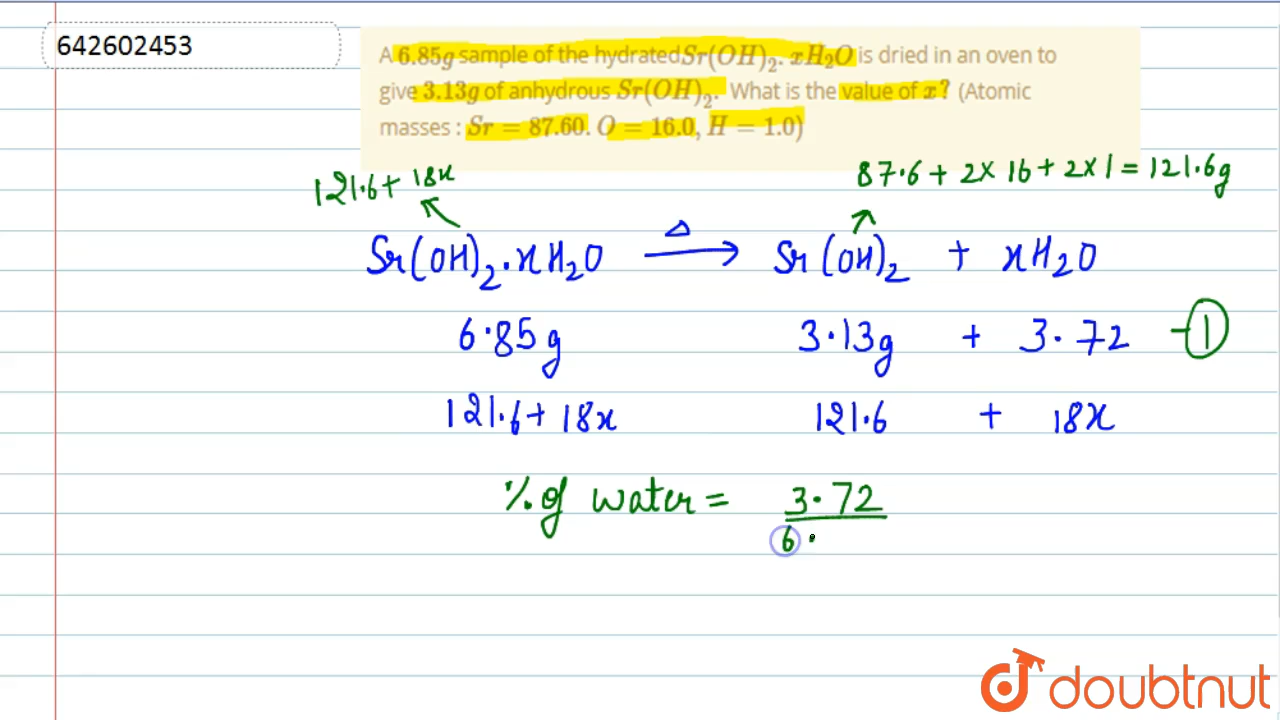 642602453
A 6.85g sample of the hydrated Sr(OH)₂. xH₂O is dried in an oven to
give 3.13g of anhydrous Sr(OH)₂. What is the value of x? (Atomic
masses : Sr = 87.60. O = 16.0, H = 1.0)
121.6+ 18x
87.6 + 2× 16 + 2×1 = 121.6g
Sr(OH)₂.xH₂O —Δ→ Sr(OH)₂ + xH₂O
6.85g 3.13g + 3.72 -①
121.6+ 18x 121.6 + 18x
% of water = 3.72
6.
doubtnut